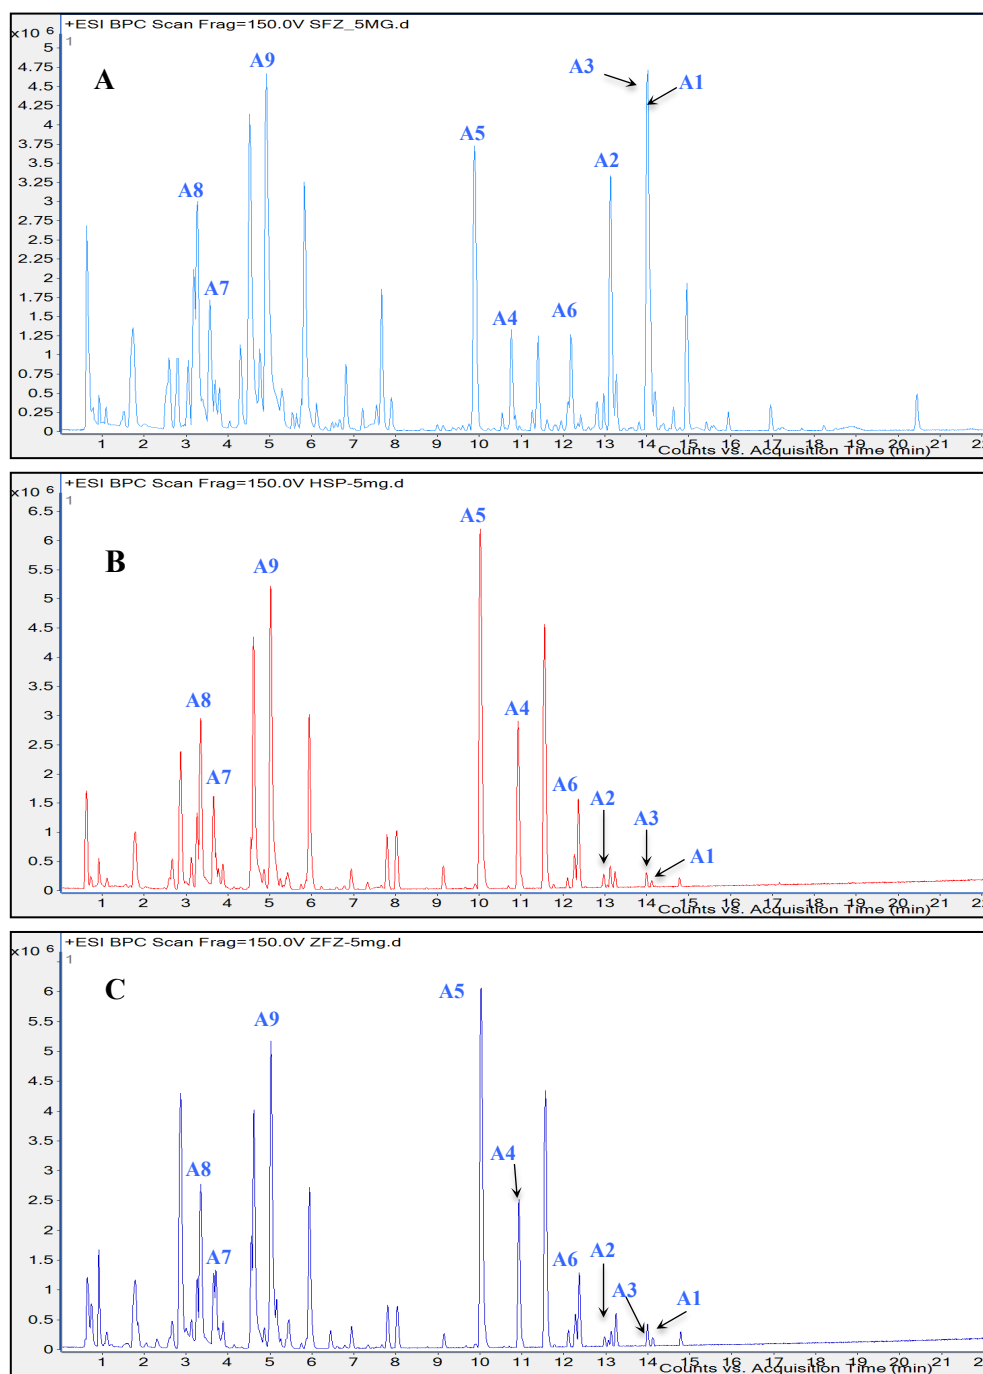 +ESI BPC Scan Frag=150.0V SFZ_5MG.d
x10 6
1
A
A9
A3
A1
A5
A2
A8
A7
A4
A6
5
4.75
4.5
4.25
4
3.75
3.5
3.25
3
2.75
2.5
2.25
2
1.75
1.5
1.25
1
0.75
0.5
0.25
0
1 2 3 4 5 6 7 8 9 10 11 12 13 14 15 16 17 18 19 20 21
Counts vs. Acquisition Time (min)
+ESI BPC Scan Frag=150.0V HSP-5mg.d
x10 6
1
B
A5
A9
A8
A4
A7
A6
A2
A3
A1
6.5
6
5.5
5
4.5
4
3.5
3
2.5
2
1.5
1
0.5
0
1 2 3 4 5 6 7 8 9 10 11 12 13 14 15 16 17 18 19 20 21
Counts vs. Acquisition Time (min)
+ESI BPC Scan Frag=150.0V ZFZ-5mg.d
x10 6
1
C
A5
A9
A4
A8
A7
A6
A2
A3
A1
6
5.5
5
4.5
4
3.5
3
2.5
2
1.5
1
0.5
0
1 2 3 4 5 6 7 8 9 10 11 12 13 14 15 16 17 18 19 20 21
Counts vs. Acquisition Time (min)